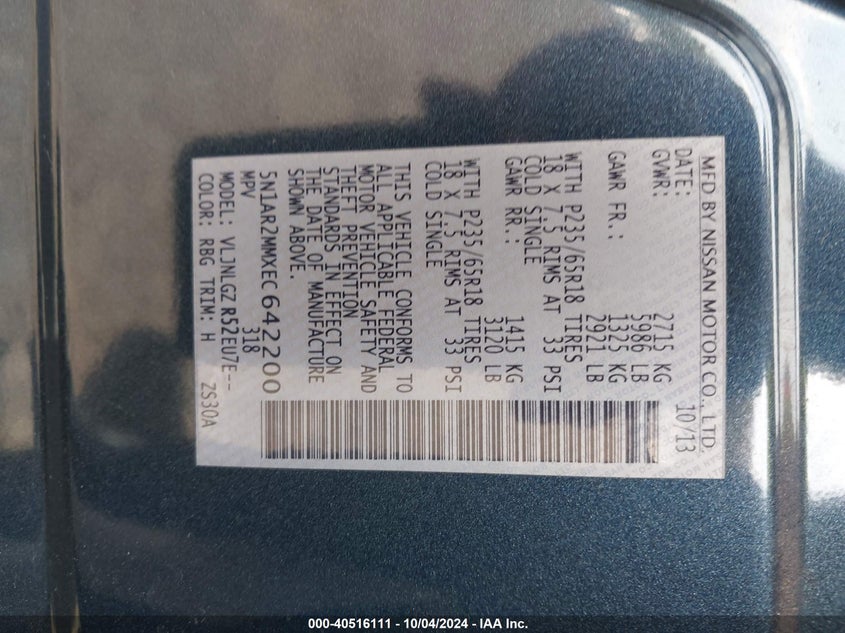 MFD BY NISSAN MOTOR CO., LTD.
DATE: 10/13
GVWR: 2715 KG
5986 LB
GAWR FR.: 1325 KG
2921 LB
WITH P235/65R18 TIRES
18 X 7.5 RIMS AT 33 PSI
COLD SINGLE
GAWR RR.: 1415 KG
3120 LB
WITH P235/65R18 TIRES
18 X 7.5 RIMS AT 33 PSI
COLD SINGLE
THIS VEHICLE CONFORMS TO
ALL APPLICABLE FEDERAL
MOTOR VEHICLE SAFETY AND
THEFT PREVENTION
STANDARDS IN EFFECT ON
THE DATE OF MANUFACTURE
SHOWN ABOVE.
5N1AR2MMXEC642200
MPV 318
MODEL: VLJNLGZ R52EU7E--
COLOR: RBG TRIM: H ZS30A
000-40516111 - 10/04/2024 - IAA Inc.